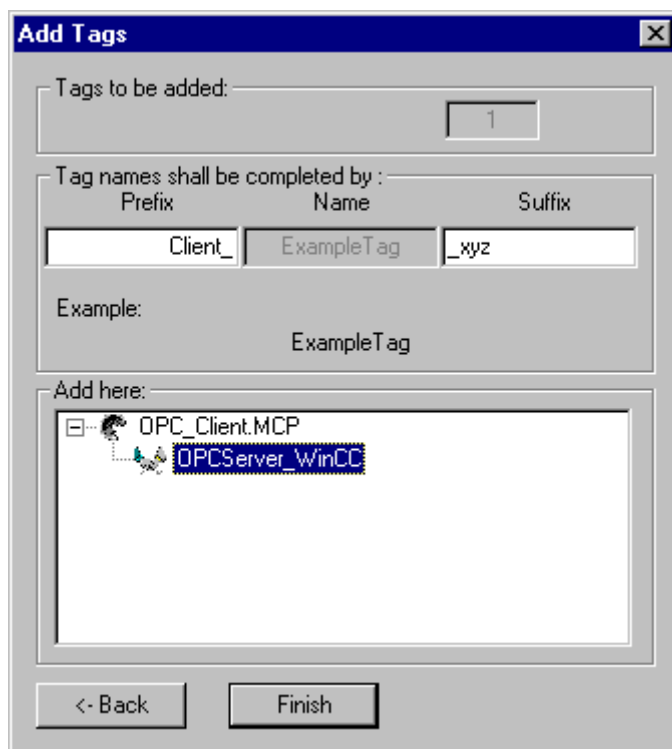 Add Tags
Tags to be added:
1
Tag names shall be completed by :
Prefix Name Suffix
Client_ ExampleTag _xyz
Example:
ExampleTag
Add here:
OPC_Client.MCP
OPCServer_WinCC
<- Back Finish